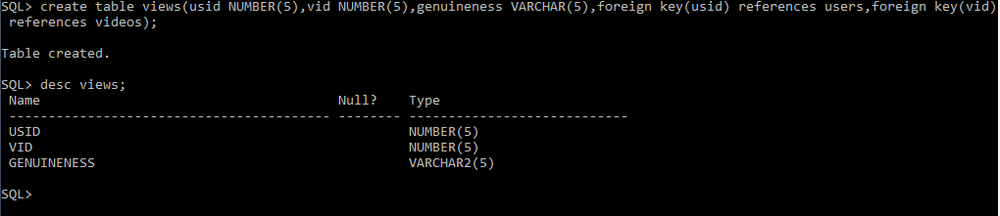 SQL> create table views(usid NUMBER(5),vid NUMBER(5),genuineness VARCHAR(5),foreign key(usid) references users,foreign key(vid)
 references videos);
Table created.
SQL> desc views;
 Name                                      Null?    Type
 ----------------------------------------- -------- ----------------------------
 USID                                               NUMBER(5)
 VID                                                NUMBER(5)
 GENUINENESS                                        VARCHAR2(5)
SQL>